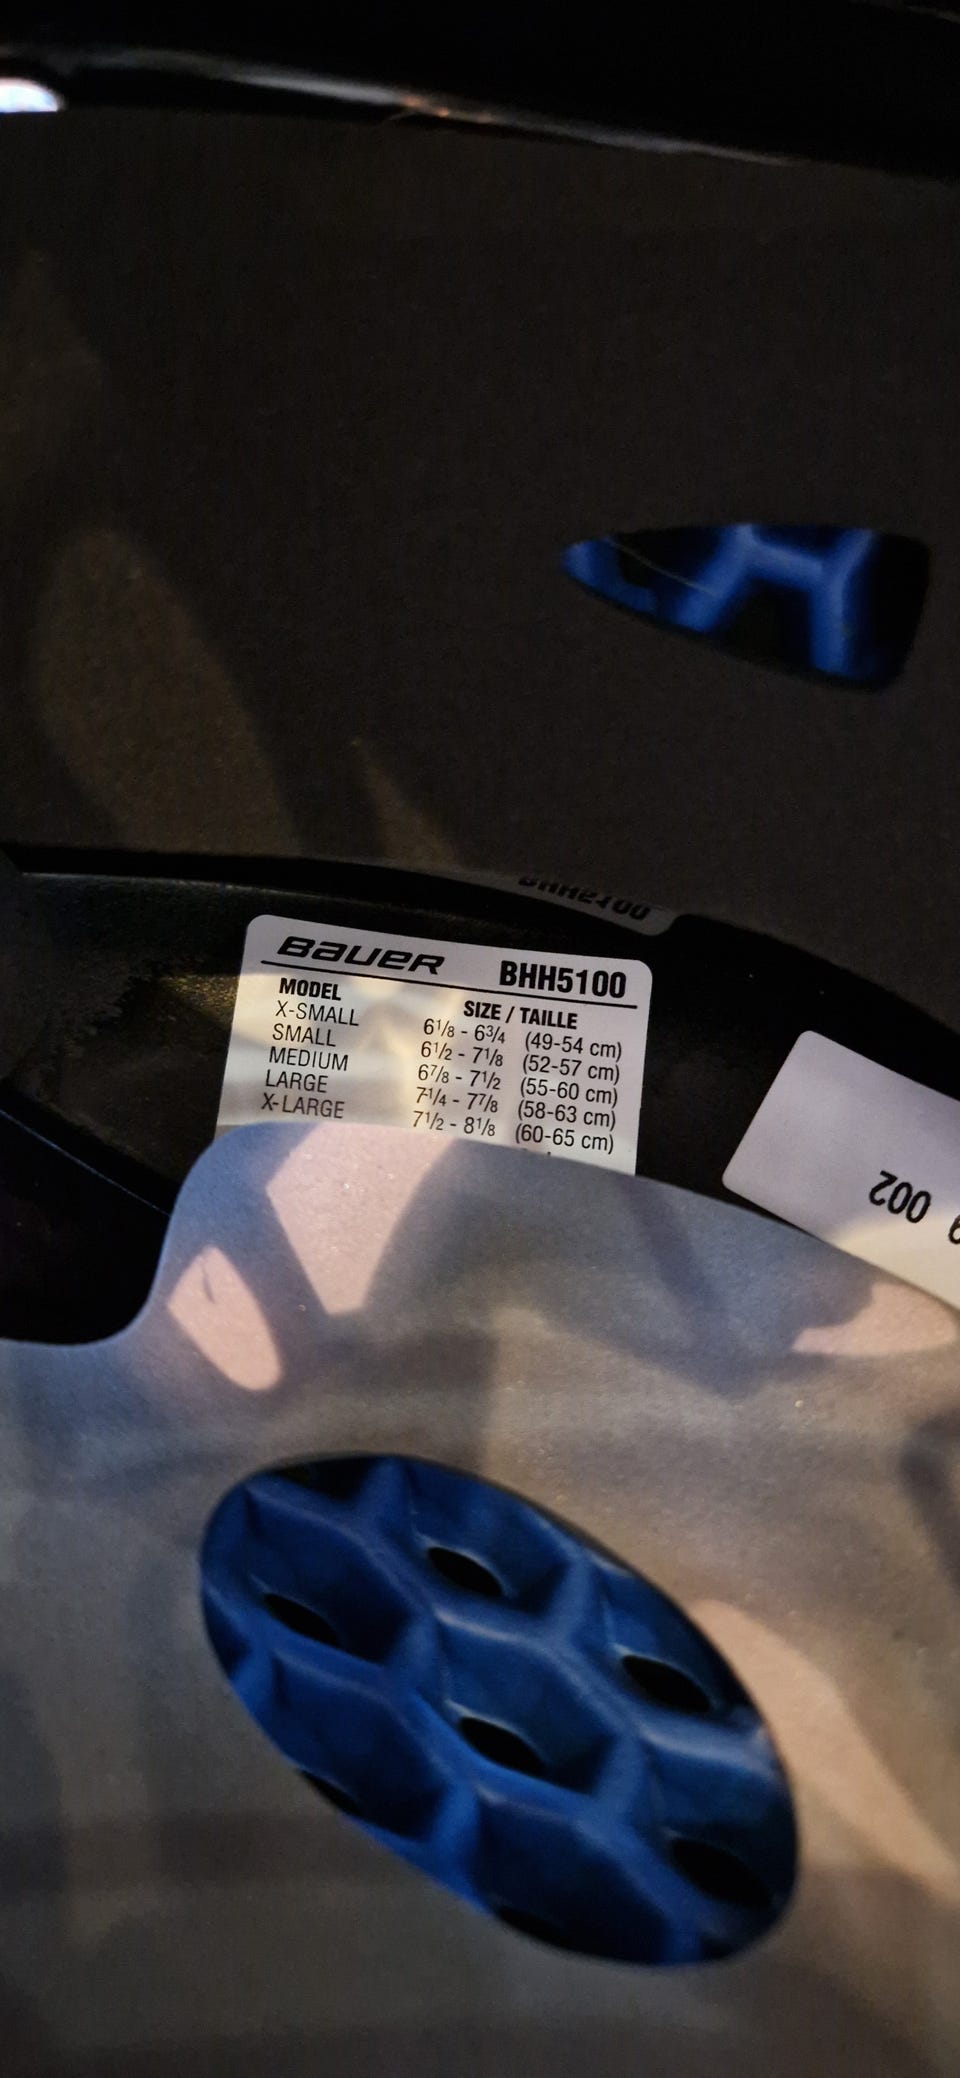 BHH5100
BAUER BHH5100
MODEL SIZE / TAILLE
X-SMALL 6 1/8 - 6 3/4 (49-54 cm)
SMALL 6 1/2 - 7 1/8 (52-57 cm)
MEDIUM 6 7/8 - 7 1/2 (55-60 cm)
LARGE 7 1/4 - 7 7/8 (58-63 cm)
X-LARGE 7 1/2 - 8 1/8 (60-65 cm)
002